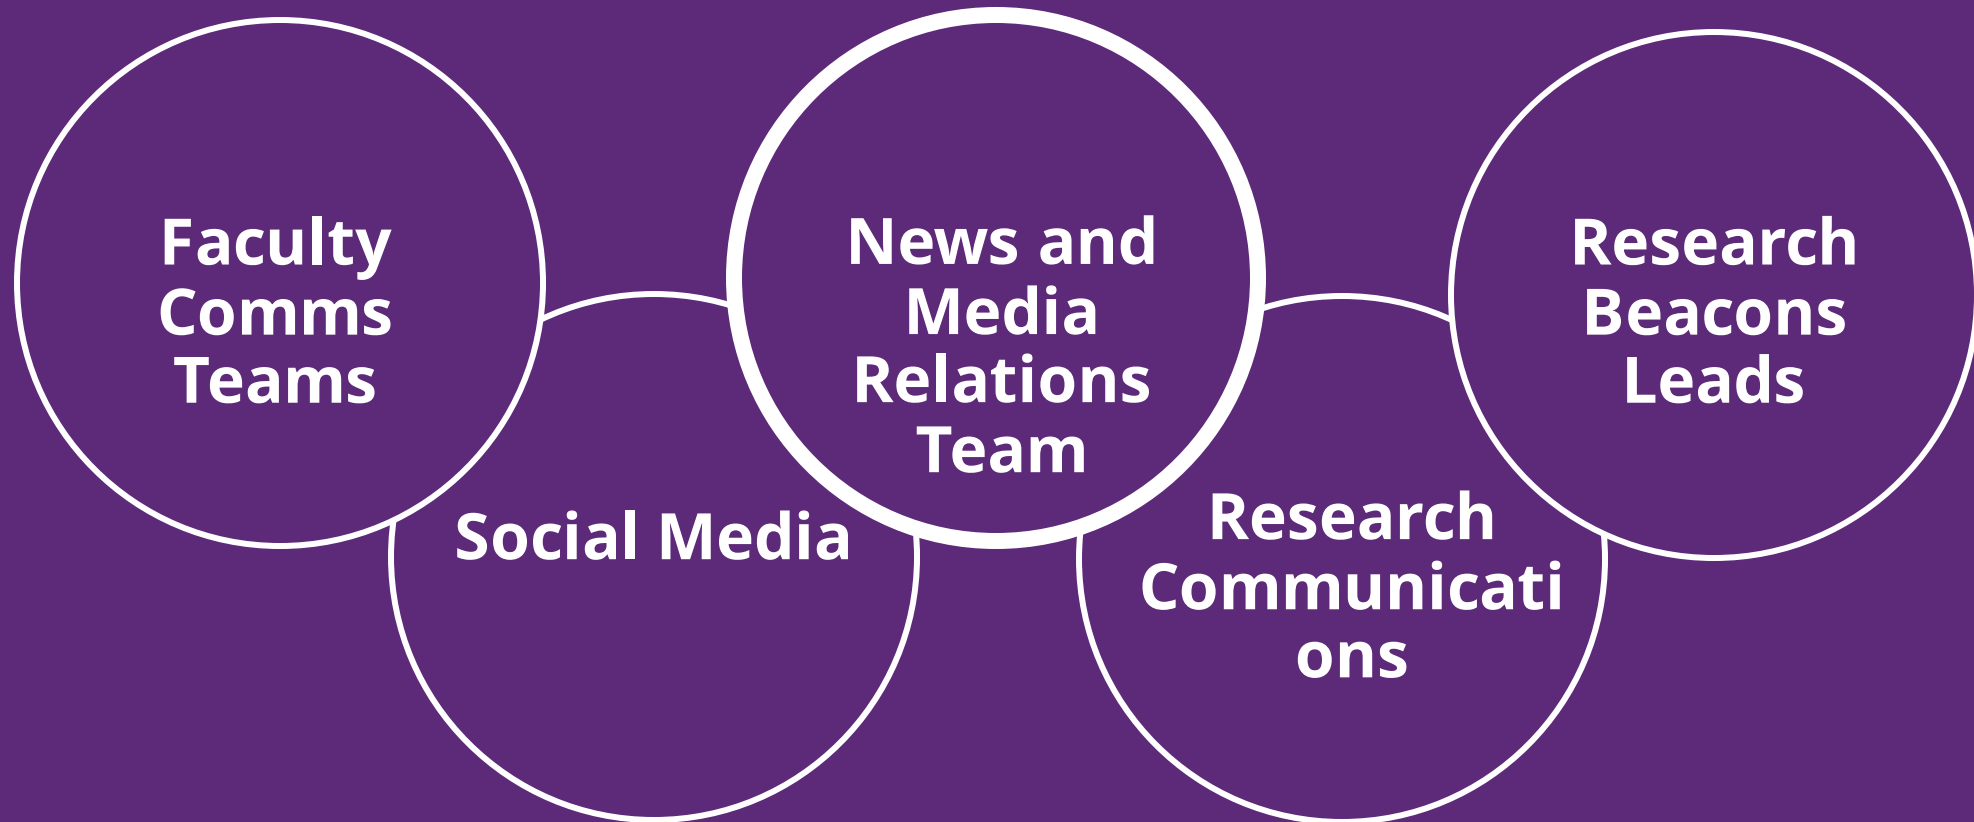 Faculty
Comms
Teams
Social Media
News and
Media
Relations
Team
Research
Communicati
ons
Research
Beacons
Leads